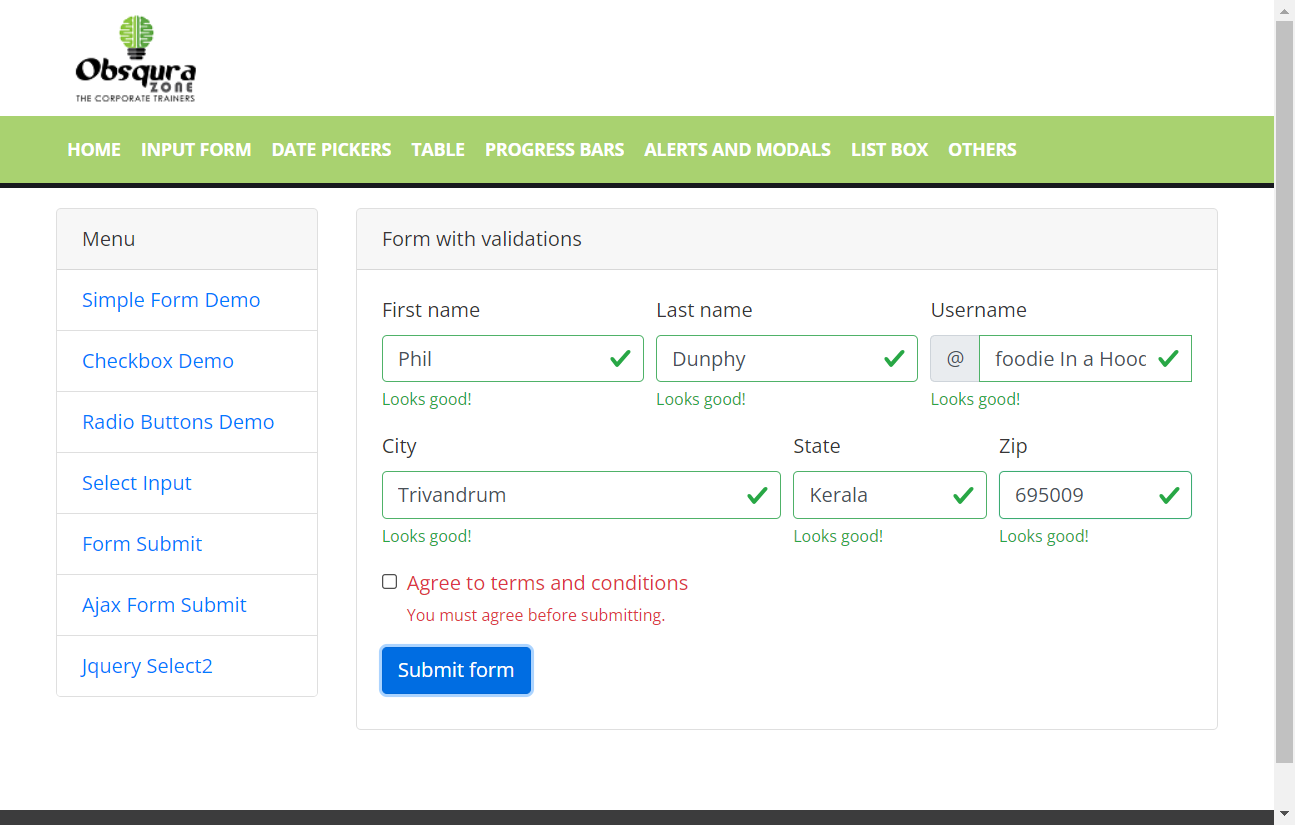 Obsqura
ZONE
THE CORPORATE TRAINERS
HOME INPUT FORM DATE PICKERS TABLE PROGRESS BARS ALERTS AND MODALS LIST BOX OTHERS
Menu
Simple Form Demo
Checkbox Demo
Radio Buttons Demo
Select Input
Form Submit
Ajax Form Submit
Jquery Select2
Form with validations
First name Last name Username
Phil Dunphy @ foodie In a Hood
Looks good! Looks good! Looks good!
City State Zip
Trivandrum Kerala 695009
Looks good! Looks good! Looks good!
Agree to terms and conditions
You must agree before submitting.
Submit form